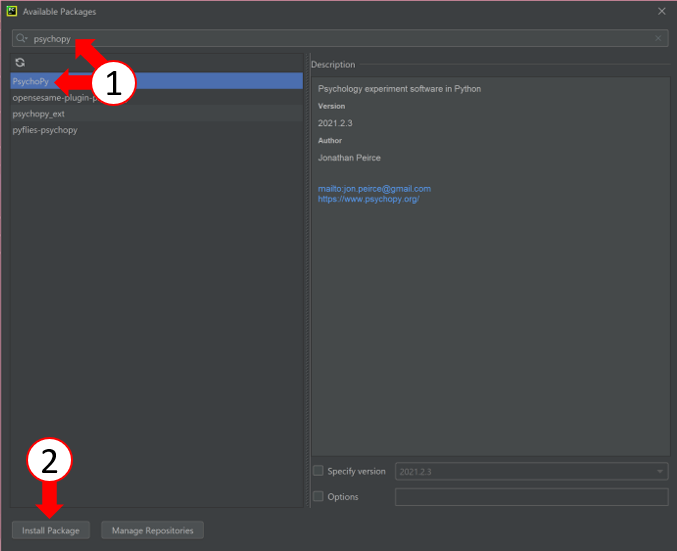 Available Packages
psychopy
PsychoPy
1
opensesame-plugin-p
psychopy_ext
pyflies-psychopy
Description
Psychology experiment software in Python
Version
2021.2.3
Author
Jonathan Peirce
mailto:jon.peirce@gmail.com
https://www.psychopy.org/
2
Specify version
2021.2.3
Options
Install Package
Manage Repositories